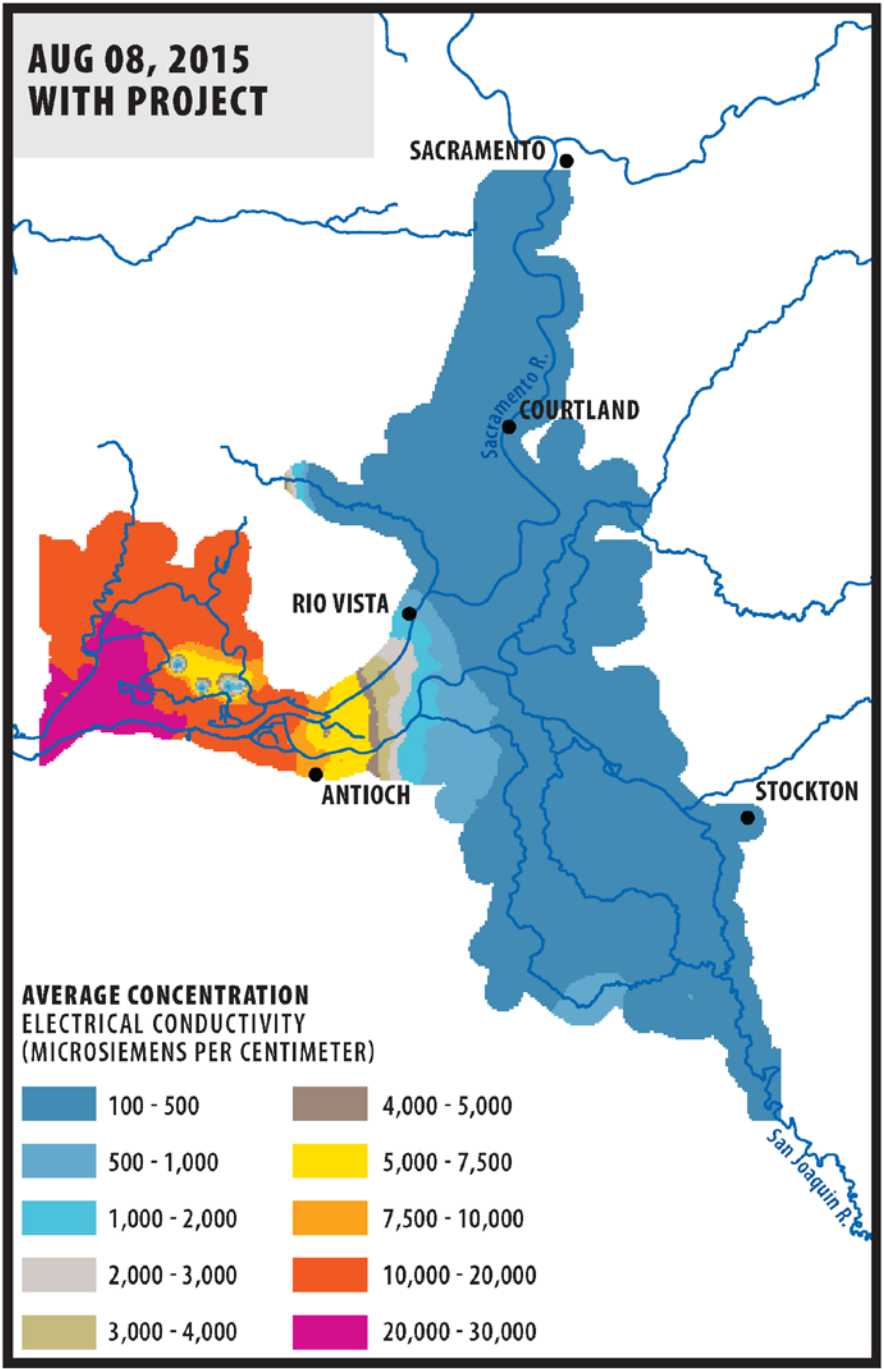 AUG 08, 2015
WITH PROJECT
SACRAMENTO
Sacramento R.
COURTLAND
RIO VISTA
ANTIOCH
STOCKTON
San Joaquin R.
AVERAGE CONCENTRATION
ELECTRICAL CONDUCTIVITY
(MICROSIEMENS PER CENTIMETER)
100 - 500
500 - 1,000
1,000 - 2,000
2,000 - 3,000
3,000 - 4,000
4,000 - 5,000
5,000 - 7,500
7,500 - 10,000
10,000 - 20,000
20,000 - 30,000